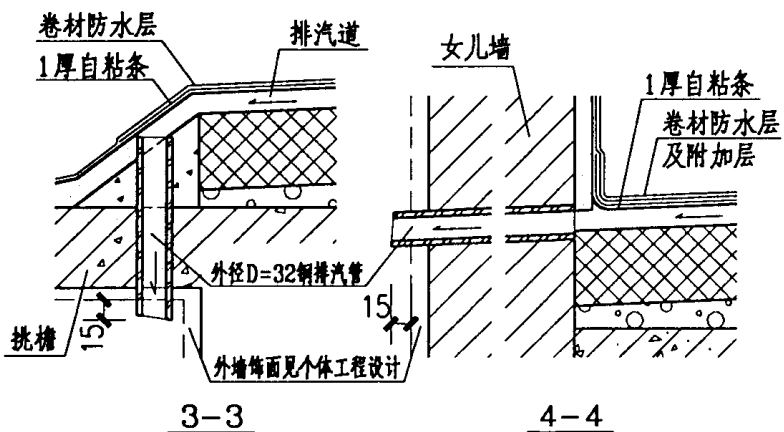 卷材防水层
1厚自粘条
排汽道
女儿墙
1厚自粘条
卷材防水层
及附加层
外径D=32钢排汽管
15
15
挑檐
外墙饰面见个体工程设计
3-3
4-4